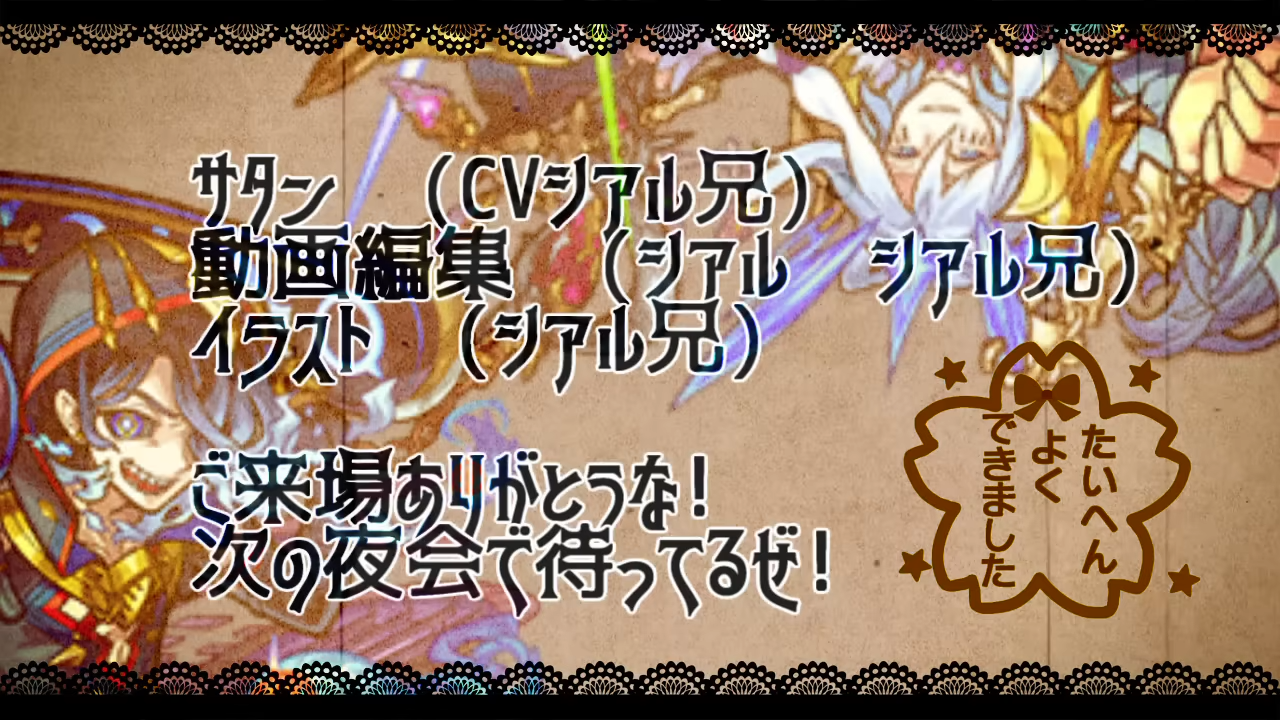 サタン　（CVシアル兄）
動画編集　（シアル　シアル兄）
イラスト　（シアル兄）
ご来場ありがとうな！
次の夜会で待ってるぜ！
たいへん
よく
できました